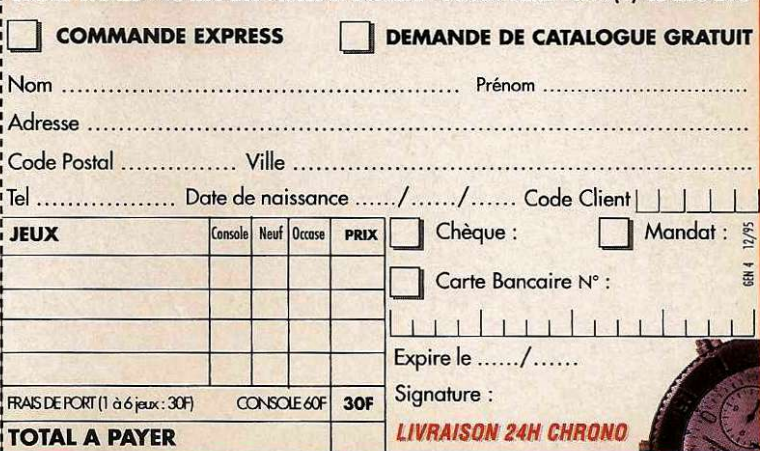 COMMANDE EXPRESS DEMANDE DE CATALOGUE GRATUIT
Nom ........ Prénom ........
Adresse ........
Code Postal ........ Ville ........
Tel ........ Date de naissance ....../....../...... Code Client
JEUX Console Neuf Occase PRIX
Chèque : Mandat :
GEN 4 12/95
Carte Bancaire N° :
Expire le ....../......
FRAIS DE PORT (1 à 6 jeux : 30F) CONSOLE 60F 30F
Signature :
TOTAL A PAYER
LIVRAISON 24H CHRONO